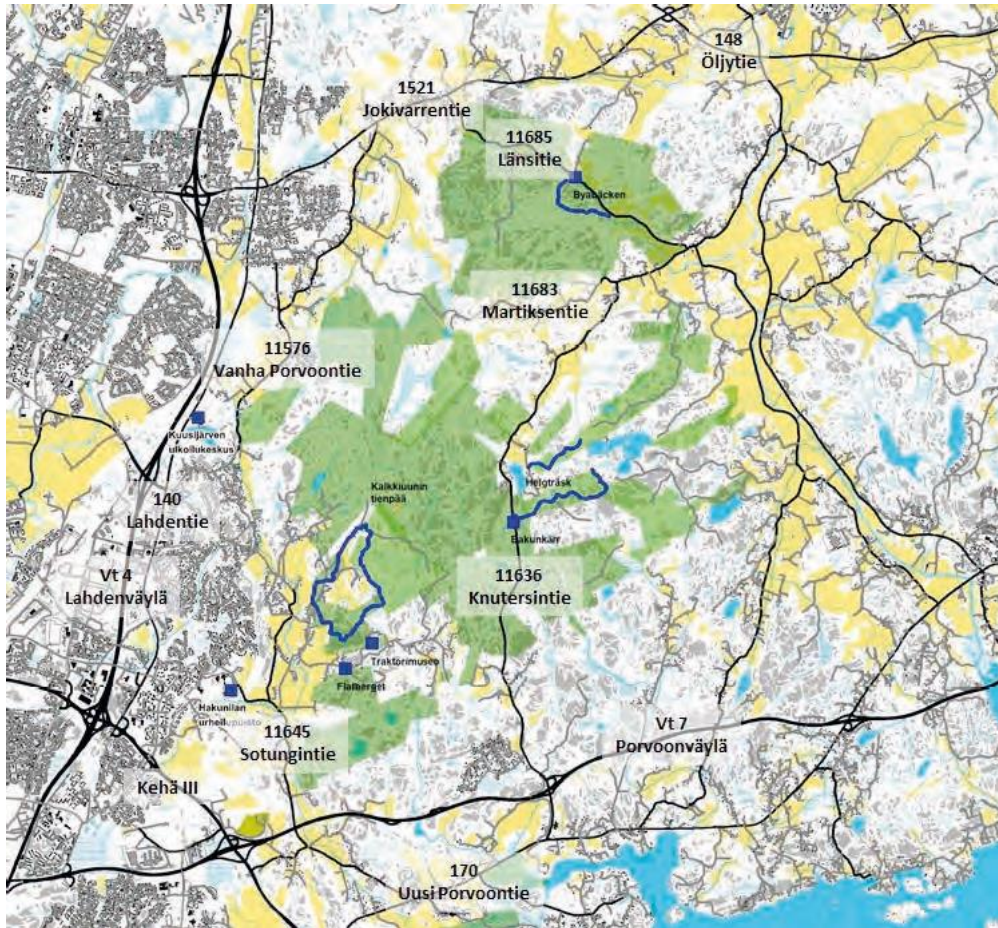 148
Öljytie
1521
Jokivarrentie
11685
Länsitie
Byabäcken
11683
Martiksentie
11576
Vanha Porvoontie
Kuusijärven
ulkoilukeskus
Kalkkiuunin
tienpää
Helgträsk
140
Lahdentie
Bakunkärr
Vt 4
Lahdenväylä
11636
Knutersintie
Traktorimuseo
Flatberget
Hakunilan
urheilupuisto
11645
Sotungintie
Vt 7
Porvoonväylä
Kehä III
170
Uusi Porvoontie